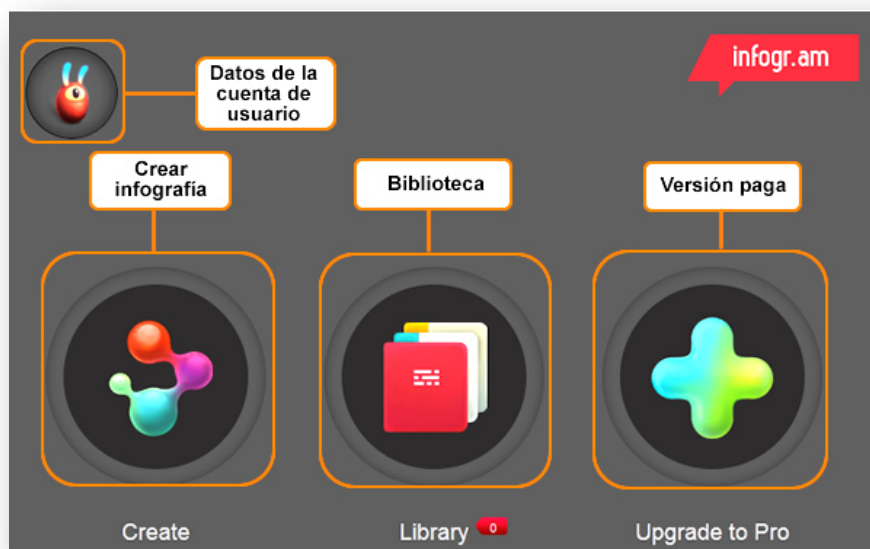 infogr.am
Datos de la
cuenta de
usuario
Crear
infografía
Biblioteca
Versión paga
Create
Library 0
Upgrade to Pro